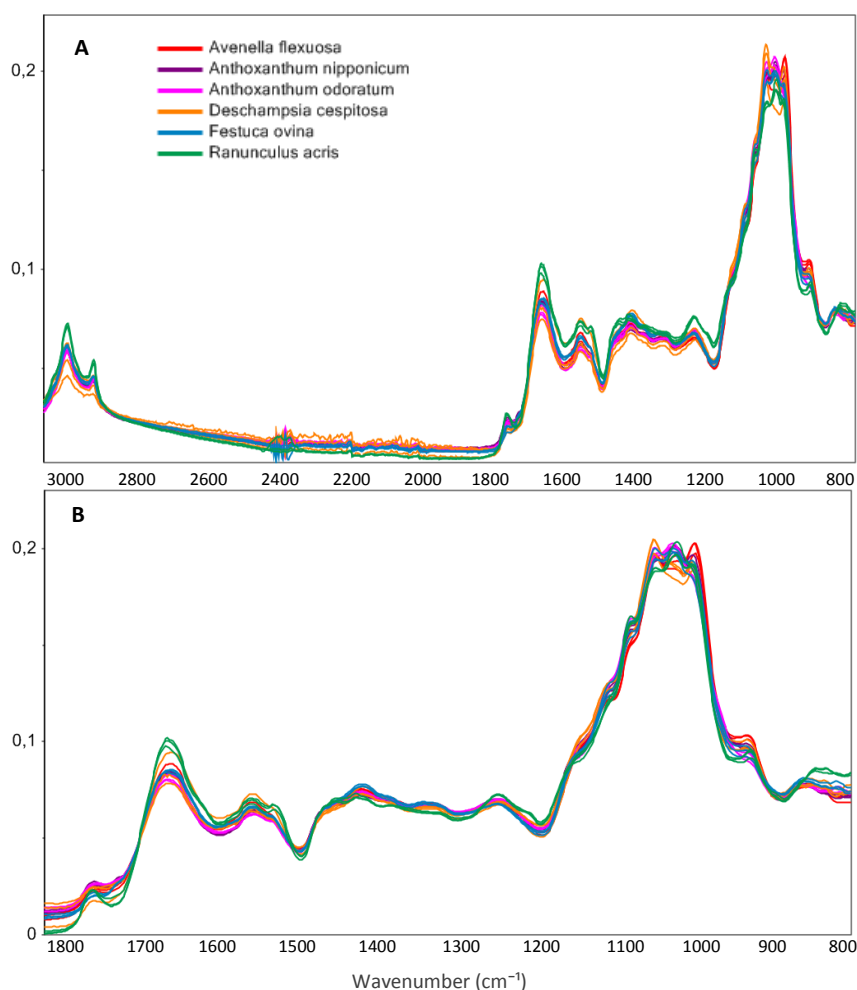 A
Avenella flexuosa
Anthoxanthum nipponicum
Anthoxanthum odoratum
Deschampsia cespitosa
Festuca ovina
Ranunculus acris
0,2
0,1
3000 2800 2600 2400 2200 2000 1800 1600 1400 1200 1000 800
B
0,2
0,1
0
1800 1700 1600 1500 1400 1300 1200 1100 1000 900 800
Wavenumber (cm⁻¹)